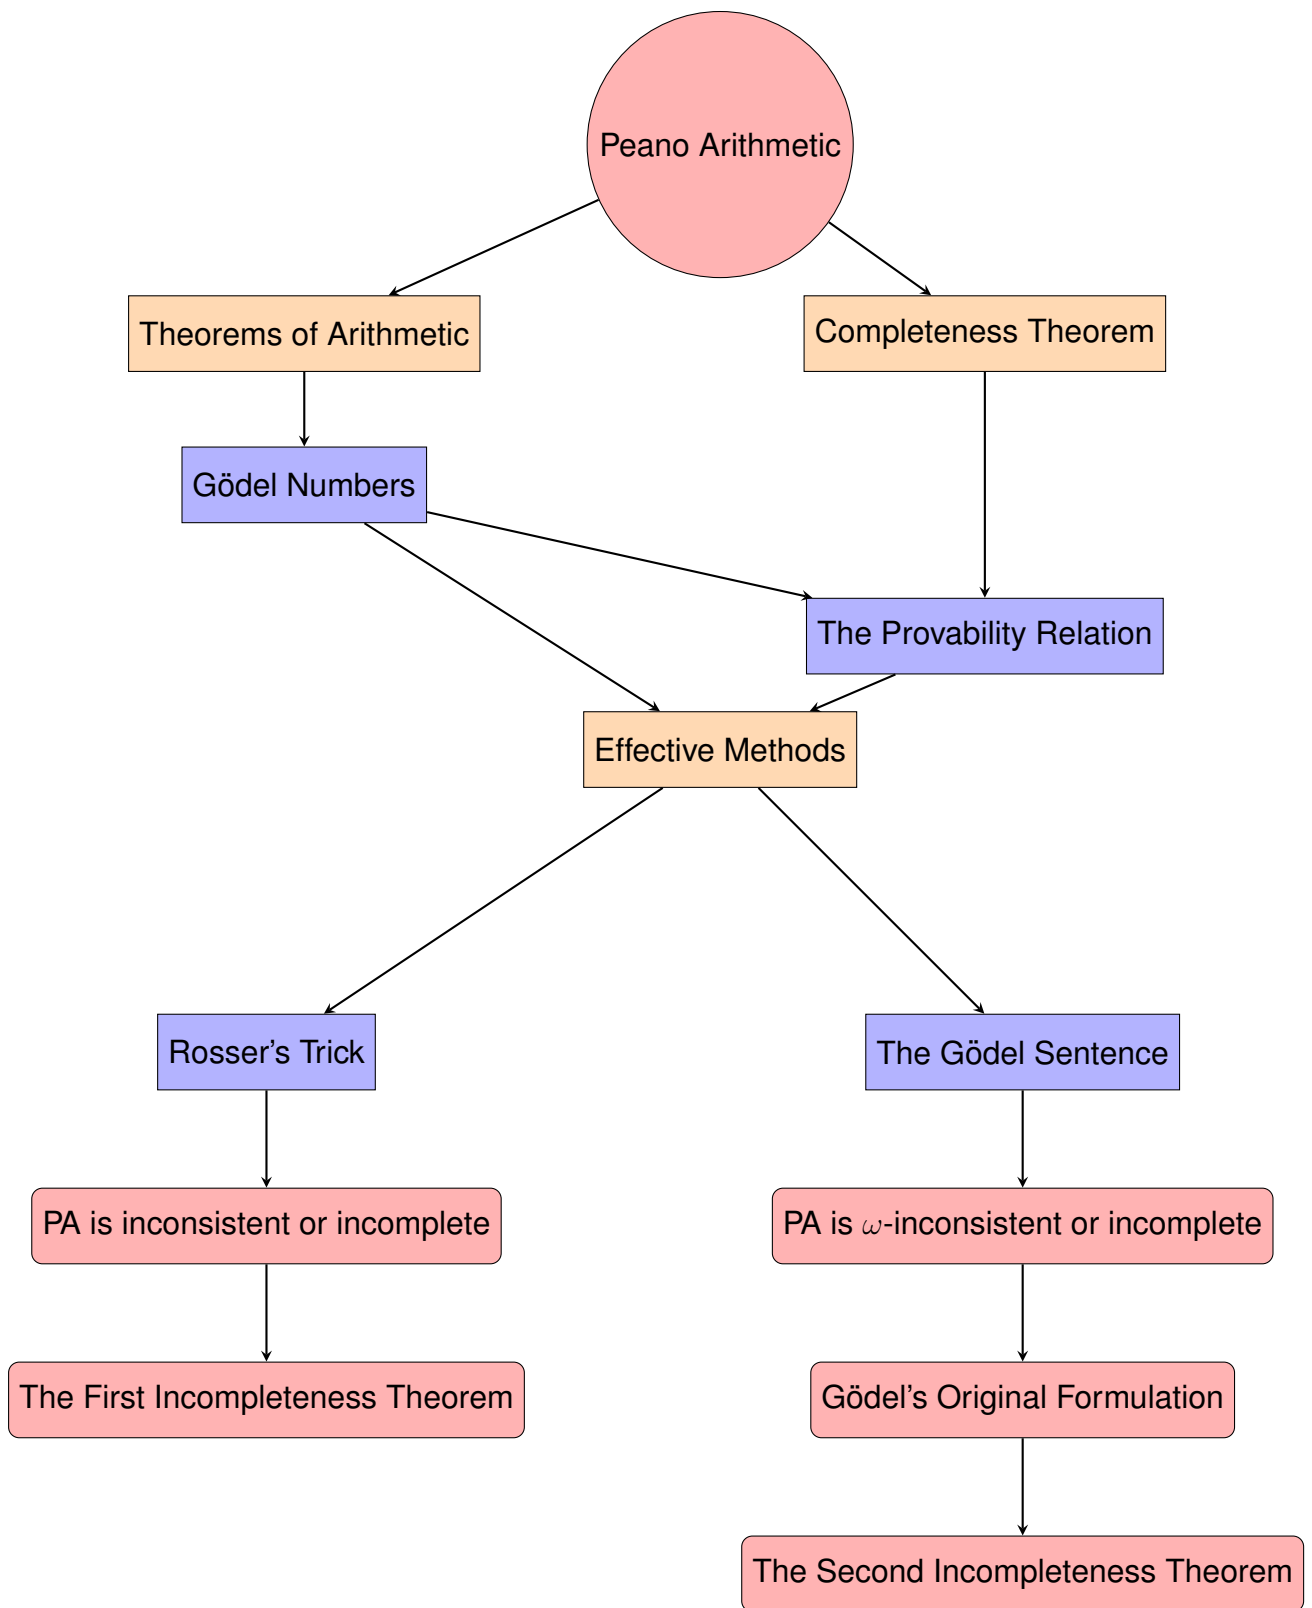 Peano Arithmetic
Theorems of Arithmetic
Completeness Theorem
Gödel Numbers
The Provability Relation
Effective Methods
Rosser’s Trick
The Gödel Sentence
PA is inconsistent or incomplete
PA is ω-inconsistent or incomplete
The First Incompleteness Theorem
Gödel’s Original Formulation
The Second Incompleteness Theorem